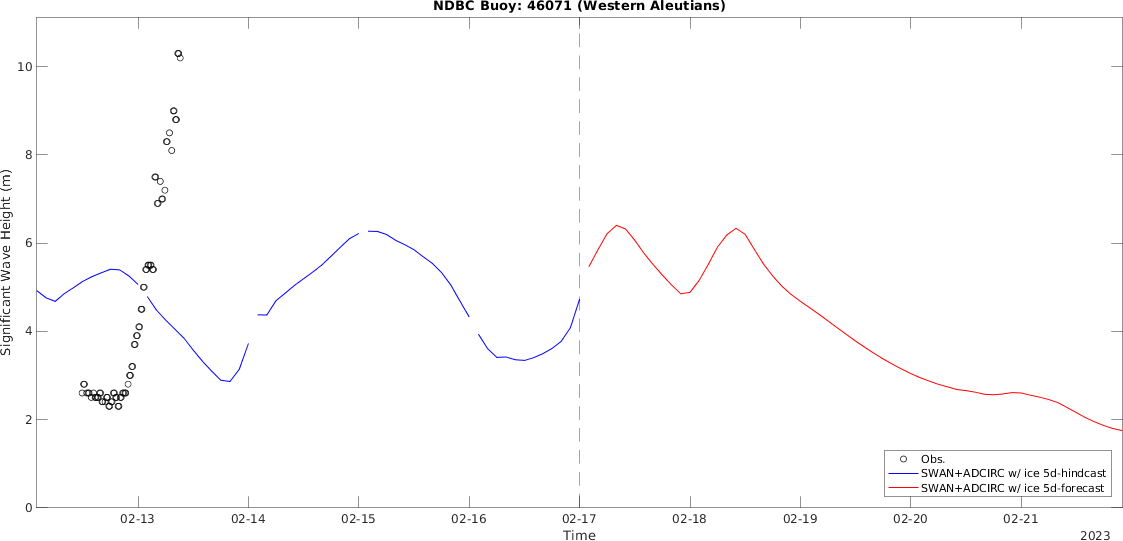 NDBC Buoy: 46071 (Western Aleutians)
Significant Wave Height (m)
10
8
6
4
2
0
02-13 02-14 02-15 02-16 02-17 02-18 02-19 02-20 02-21
Time
2023
Obs.
SWAN+ADCIRC w/ ice 5d-hindcast
SWAN+ADCIRC w/ ice 5d-forecast